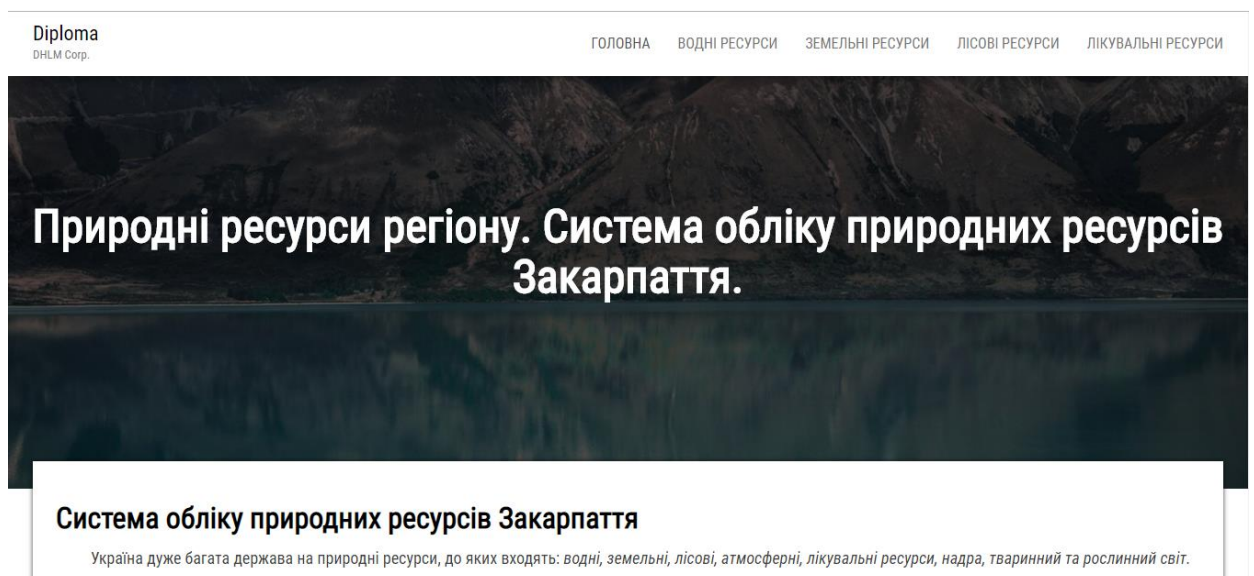 Diploma
DHLM Corp.
ГОЛОВНА ВОДНІ РЕСУРСИ ЗЕМЕЛЬНІ РЕСУРСИ ЛІСОВІ РЕСУРСИ ЛІКУВАЛЬНІ РЕСУРСИ
Природні ресурси регіону. Система обліку природних ресурсів
Закарпаття.
Система обліку природних ресурсів Закарпаття
Україна дуже багата держава на природні ресурси, до яких входять: водні, земельні, лісові, атмосферні, лікувальні ресурси, надра, тваринний та рослинний світ.